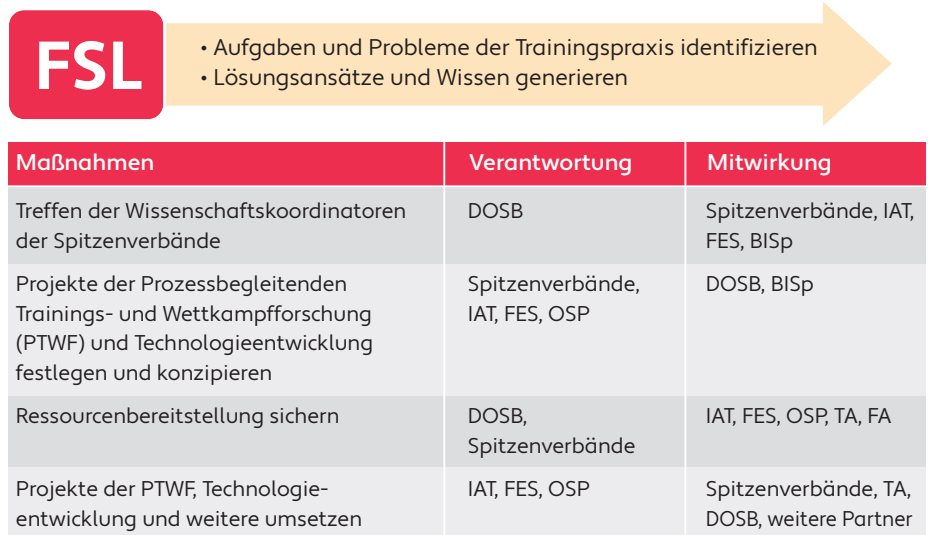 FSL
• Aufgaben und Probleme der Trainingspraxis identifizieren
• Lösungsansätze und Wissen generieren
Maßnahmen Verantwortung Mitwirkung
Treffen der Wissenschaftskoordinatoren DOSB Spitzenverbände, IAT,
der Spitzenverbände FES, BISp
Projekte der Prozessbegleitenden Spitzenverbände, DOSB, BISp
Trainings- und Wettkampfforschung IAT, FES, OSP
(PTWF) und Technologieentwicklung
festlegen und konzipieren
Ressourcenbereitstellung sichern DOSB, IAT, FES, OSP, TA, FA
Spitzenverbände
Projekte der PTWF, Technologie- IAT, FES, OSP Spitzenverbände, TA,
entwicklung und weitere umsetzen DOSB, weitere Partner